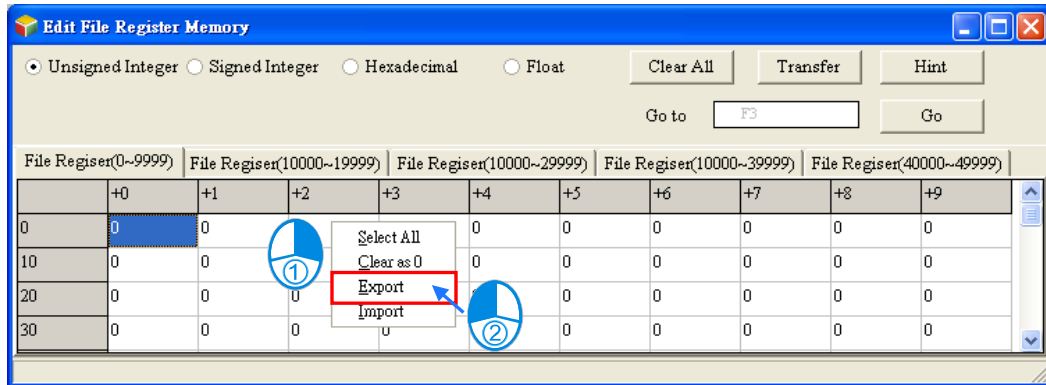 Edit File Register Memory
Unsigned Integer Signed Integer Hexadecimal Float Clear All Transfer Hint
Go to F3 Go
File Regiser(0~9999) File Regiser(10000~19999) File Regiser(10000~29999) File Regiser(10000~39999) File Regiser(40000~49999)
+0 +1 +2 +3 +4 +5 +6 +7 +8 +9
0 0 0 0 0 0 0 0 0
10 0 0 0 0 0 0 0 0
20 0 0 0 0 0 0 0 0
30 0 0 0 0 0 0 0 0 0
Select All
Clear as 0
Export
Import
1
2